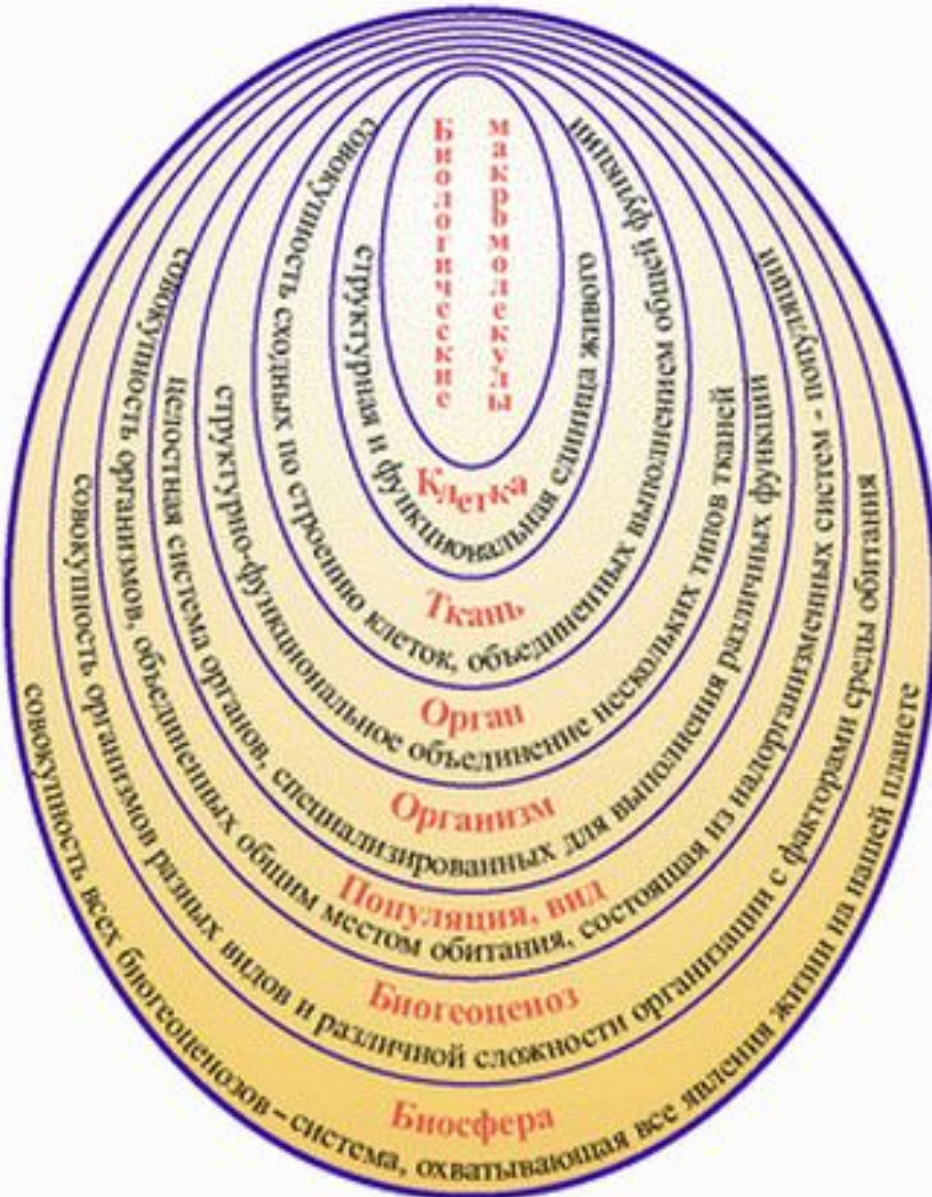 Биологические
макромолекулы
Клетка
структурная и функциональная единица живого
Ткань
совокупность сходных по строению клеток, объединенных выполнением общей функции
Орган
структурно-функциональное объединение нескольких типов тканей
Организм
целостная система органов, специализированных для выполнения различных функции
Популяция, вид
совокупность организмов, объединенных общим местом обитания, состоящая из надорганизменных систем - популяции
Биогеоценоз
совокупность организмов разных видов и различной сложности организации с факторами среды обитания
Биосфера
совокупность всех биогеоценозов – система, охватывающая все явления жизни на нашей планете